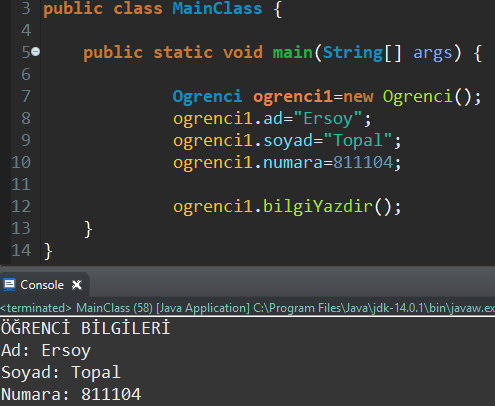 3 public class MainClass {
4
5 public static void main(String[] args) {
6
7 Ogrenci ogrenci1=new Ogrenci();
8 ogrenci1.ad="Ersoy";
9 ogrenci1.soyad="Topal";
10 ogrenci1.numara=811104;
11
12 ogrenci1.bilgiYazdir();
13 }
14 }
Console
<terminated> MainClass (58) [Java Application] C:\Program Files\Java\jdk-14.0.1\bin\javaw.ex
ÖĞRENCİ BİLGİLERİ
Ad: Ersoy
Soyad: Topal
Numara: 811104